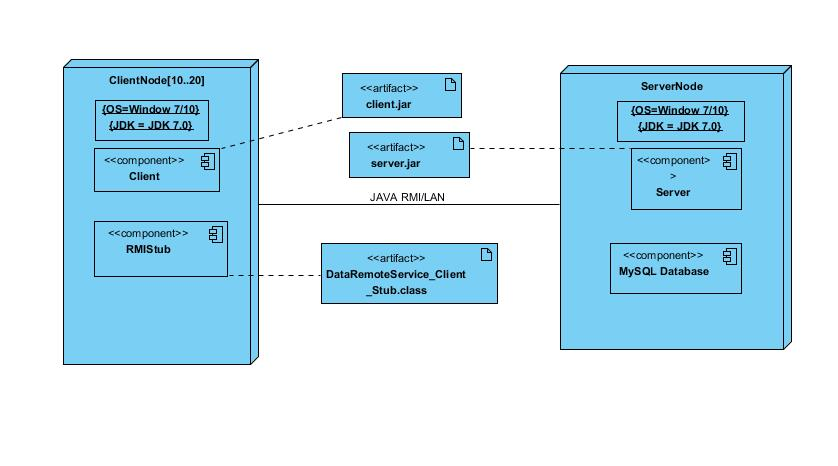 ClientNode[10..20]
{OS=Window 7/10}
{JDK = JDK 7.0}
<<component>>
Client
<<component>>
RMIStub
<<artifact>>
client.jar
<<artifact>>
server.jar
JAVA RMI/LAN
<<artifact>>
DataRemoteService_Client
_Stub.class
ServerNode
{OS=Window 7/10}
{JDK = JDK 7.0}
<<component>
>
Server
<<component>>
MySQL Database